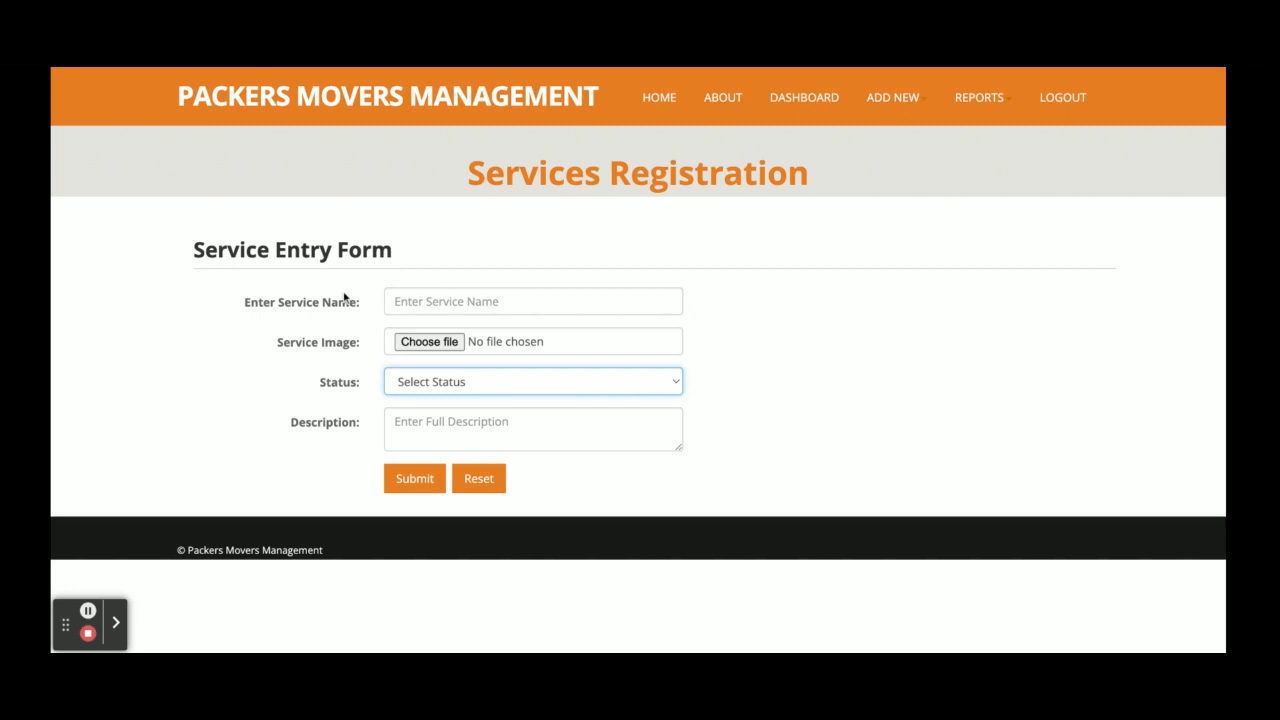 PACKERS MOVERS MANAGEMENT HOME ABOUT DASHBOARD ADD NEW REPORTS LOGOUT
Services Registration
Service Entry Form
Enter Service Name: Enter Service Name
Service Image: Choose file No file chosen
Status: Select Status
Description: Enter Full Description
Submit Reset
© Packers Movers Management